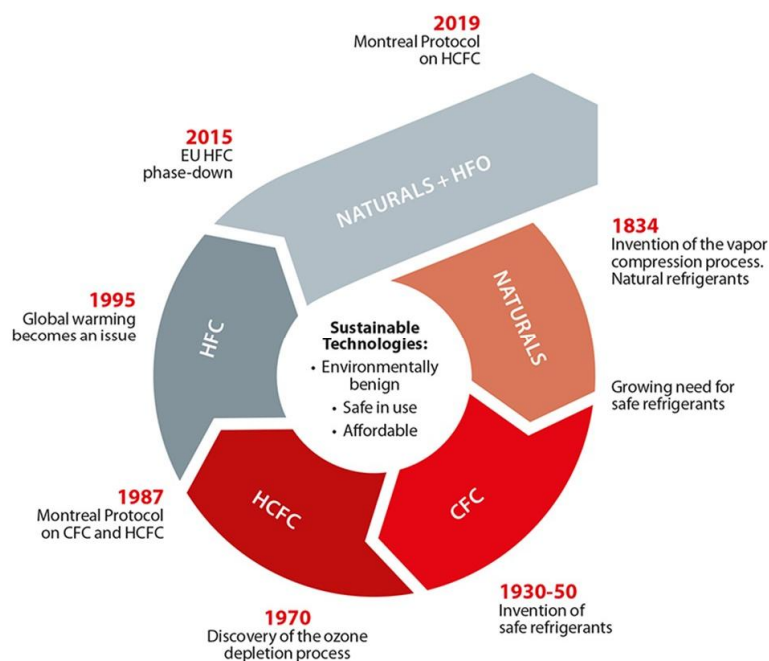 2019
Montreal Protocol
on HCFC
2015
EU HFC
phase-down
NATURALS + HFO
1834
Invention of the vapor
compression process.
Natural refrigerants
NATURALS
1995
Global warming
becomes an issue
HFC
Sustainable
Technologies:
• Environmentally
benign
• Safe in use
• Affordable
Growing need for
safe refrigerants
1987
Montreal Protocol
on CFC and HCFC
HCFC
CFC
1970
Discovery of the ozone
depletion process
1930-50
Invention of
safe refrigerants